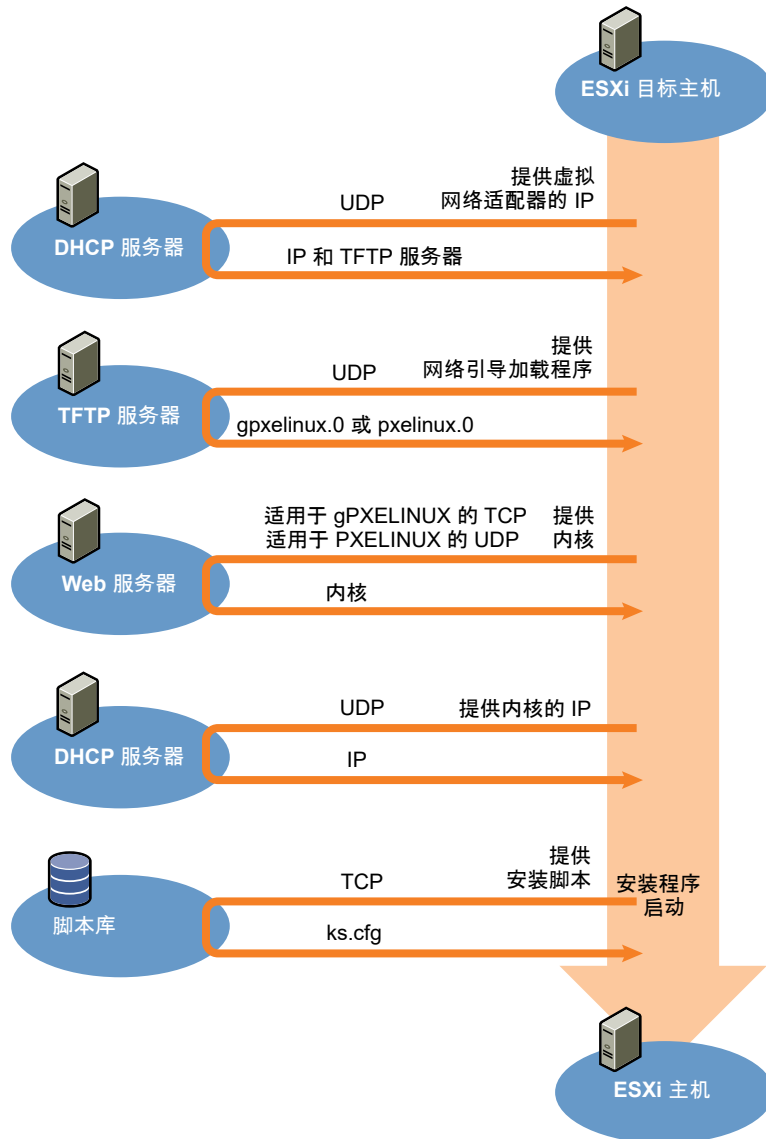 ESXi 目标主机
提供虚拟
UDP 网络适配器的 IP
DHCP 服务器
IP 和 TFTP 服务器
提供
UDP 网络引导加载程序
TFTP 服务器
gpxelinux.0 或 pxelinux.0
适用于 gPXELINUX 的 TCP 提供
适用于 PXELINUX 的 UDP 内核
Web 服务器
内核
UDP 提供内核的 IP
DHCP 服务器
IP
提供
TCP 安装脚本
安装程序
启动
脚本库
ks.cfg
ESXi 主机